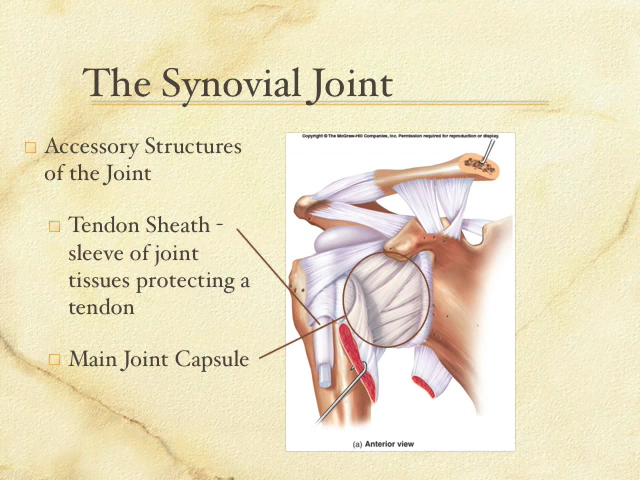 The Synovial Joint
Accessory Structures
of the Joint
Tendon Sheath -
sleeve of joint
tissues protecting a
tendon
Main Joint Capsule
Copyright © The McGraw-Hill Companies, Inc. Permission required for reproduction or display.
(a) Anterior view